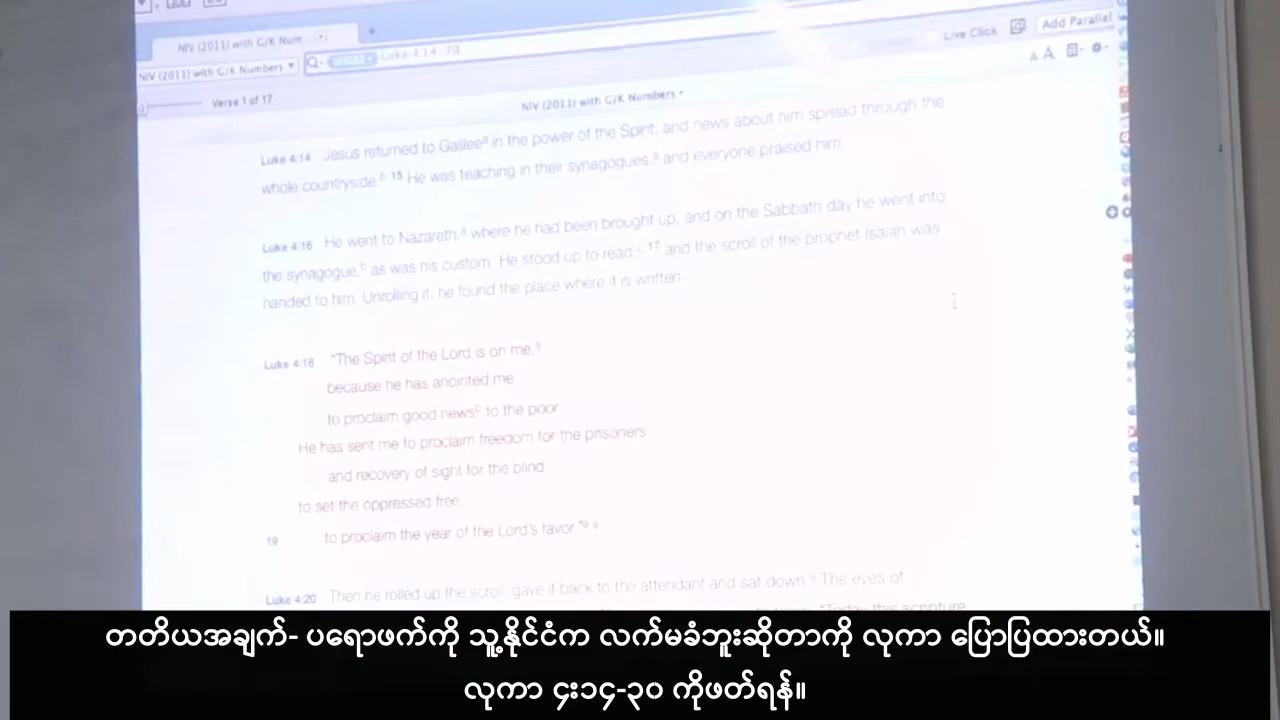 NIV (2011) with G/K Num
NIV (2011) with G/K Numbers
Luke 4:14-30
Live Click
Add Parallel
Verse 1 of 17
NIV (2011) with G/K Numbers
A A
Luke 4:14 Jesus returned to Galilee in the power of the Spirit, and news about him spread through the
whole countryside. 15 He was teaching in their synagogues, and everyone praised him.
Luke 4:16 He went to Nazareth, where he had been brought up, and on the Sabbath day he went into
the synagogue, as was his custom. He stood up to read, 17 and the scroll of the prophet Isaiah was
handed to him. Unrolling it, he found the place where it is written:
Luke 4:18 "The Spirit of the Lord is on me,
because he has anointed me
to proclaim good news to the poor
He has sent me to proclaim freedom for the prisoners
and recovery of sight for the blind,
to set the oppressed free,
19 to proclaim the year of the Lord's favor."
Luke 4:20 Then he rolled up the scroll, gave it back to the attendant and sat down. The eyes of
"Today this scripture
တတိယအချက်- ပရောဖက်ကို သူ့နိုင်ငံက လက်မခံဘူးဆိုတာကို လုကာ ပြောပြထားတယ်။
လုကာ ၄း၁၄-၃၀ ကိုဖတ်ရန်။